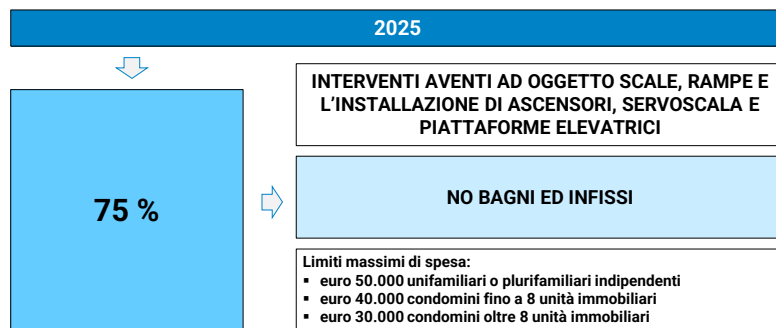 2025
INTERVENTI AVENTI AD OGGETTO SCALE, RAMPE E
L'INSTALLAZIONE DI ASCENSORI, SERVOSCALA E
PIATTAFORME ELEVATRICI
75 %
NO BAGNI ED INFISSI
Limiti massimi di spesa:
▪ euro 50.000 unifamiliari o plurifamiliari indipendenti
▪ euro 40.000 condomini fino a 8 unità immobiliari
▪ euro 30.000 condomini oltre 8 unità immobiliari